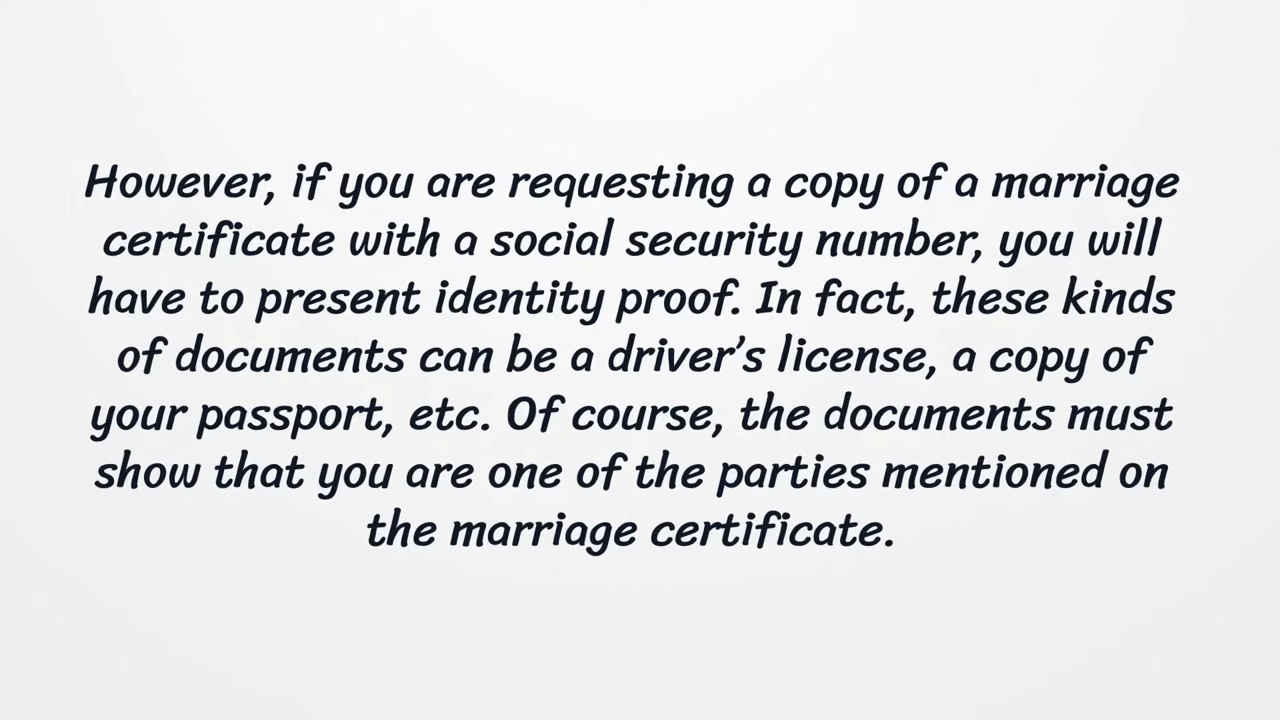 However, if you are requesting a copy of a marriage
certificate with a social security number, you will
have to present identity proof. In fact, these kinds
of documents can be a driver’s license, a copy of
your passport, etc. Of course, the documents must
show that you are one of the parties mentioned on
the marriage certificate.